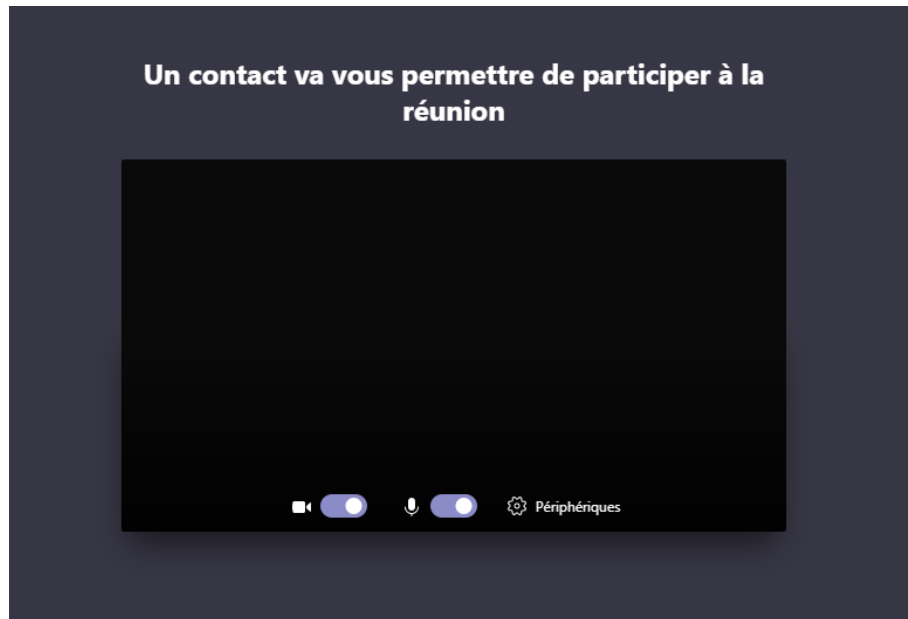 Un contact va vous permettre de participer à la
réunion
Périphériques